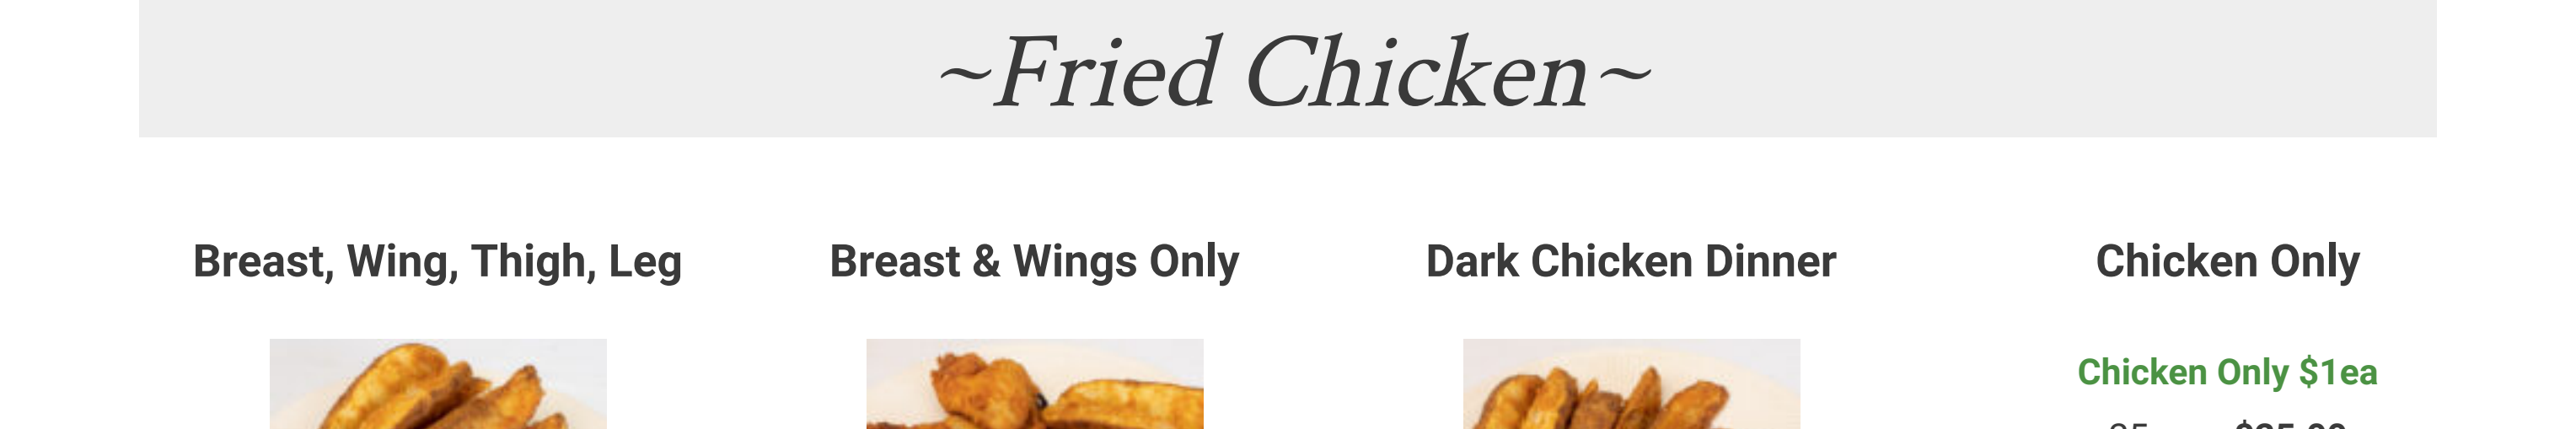 ~Fried Chicken~
Breast, Wing, Thigh, Leg
Breast & Wings Only
Dark Chicken Dinner
Chicken Only
Chicken Only $1ea